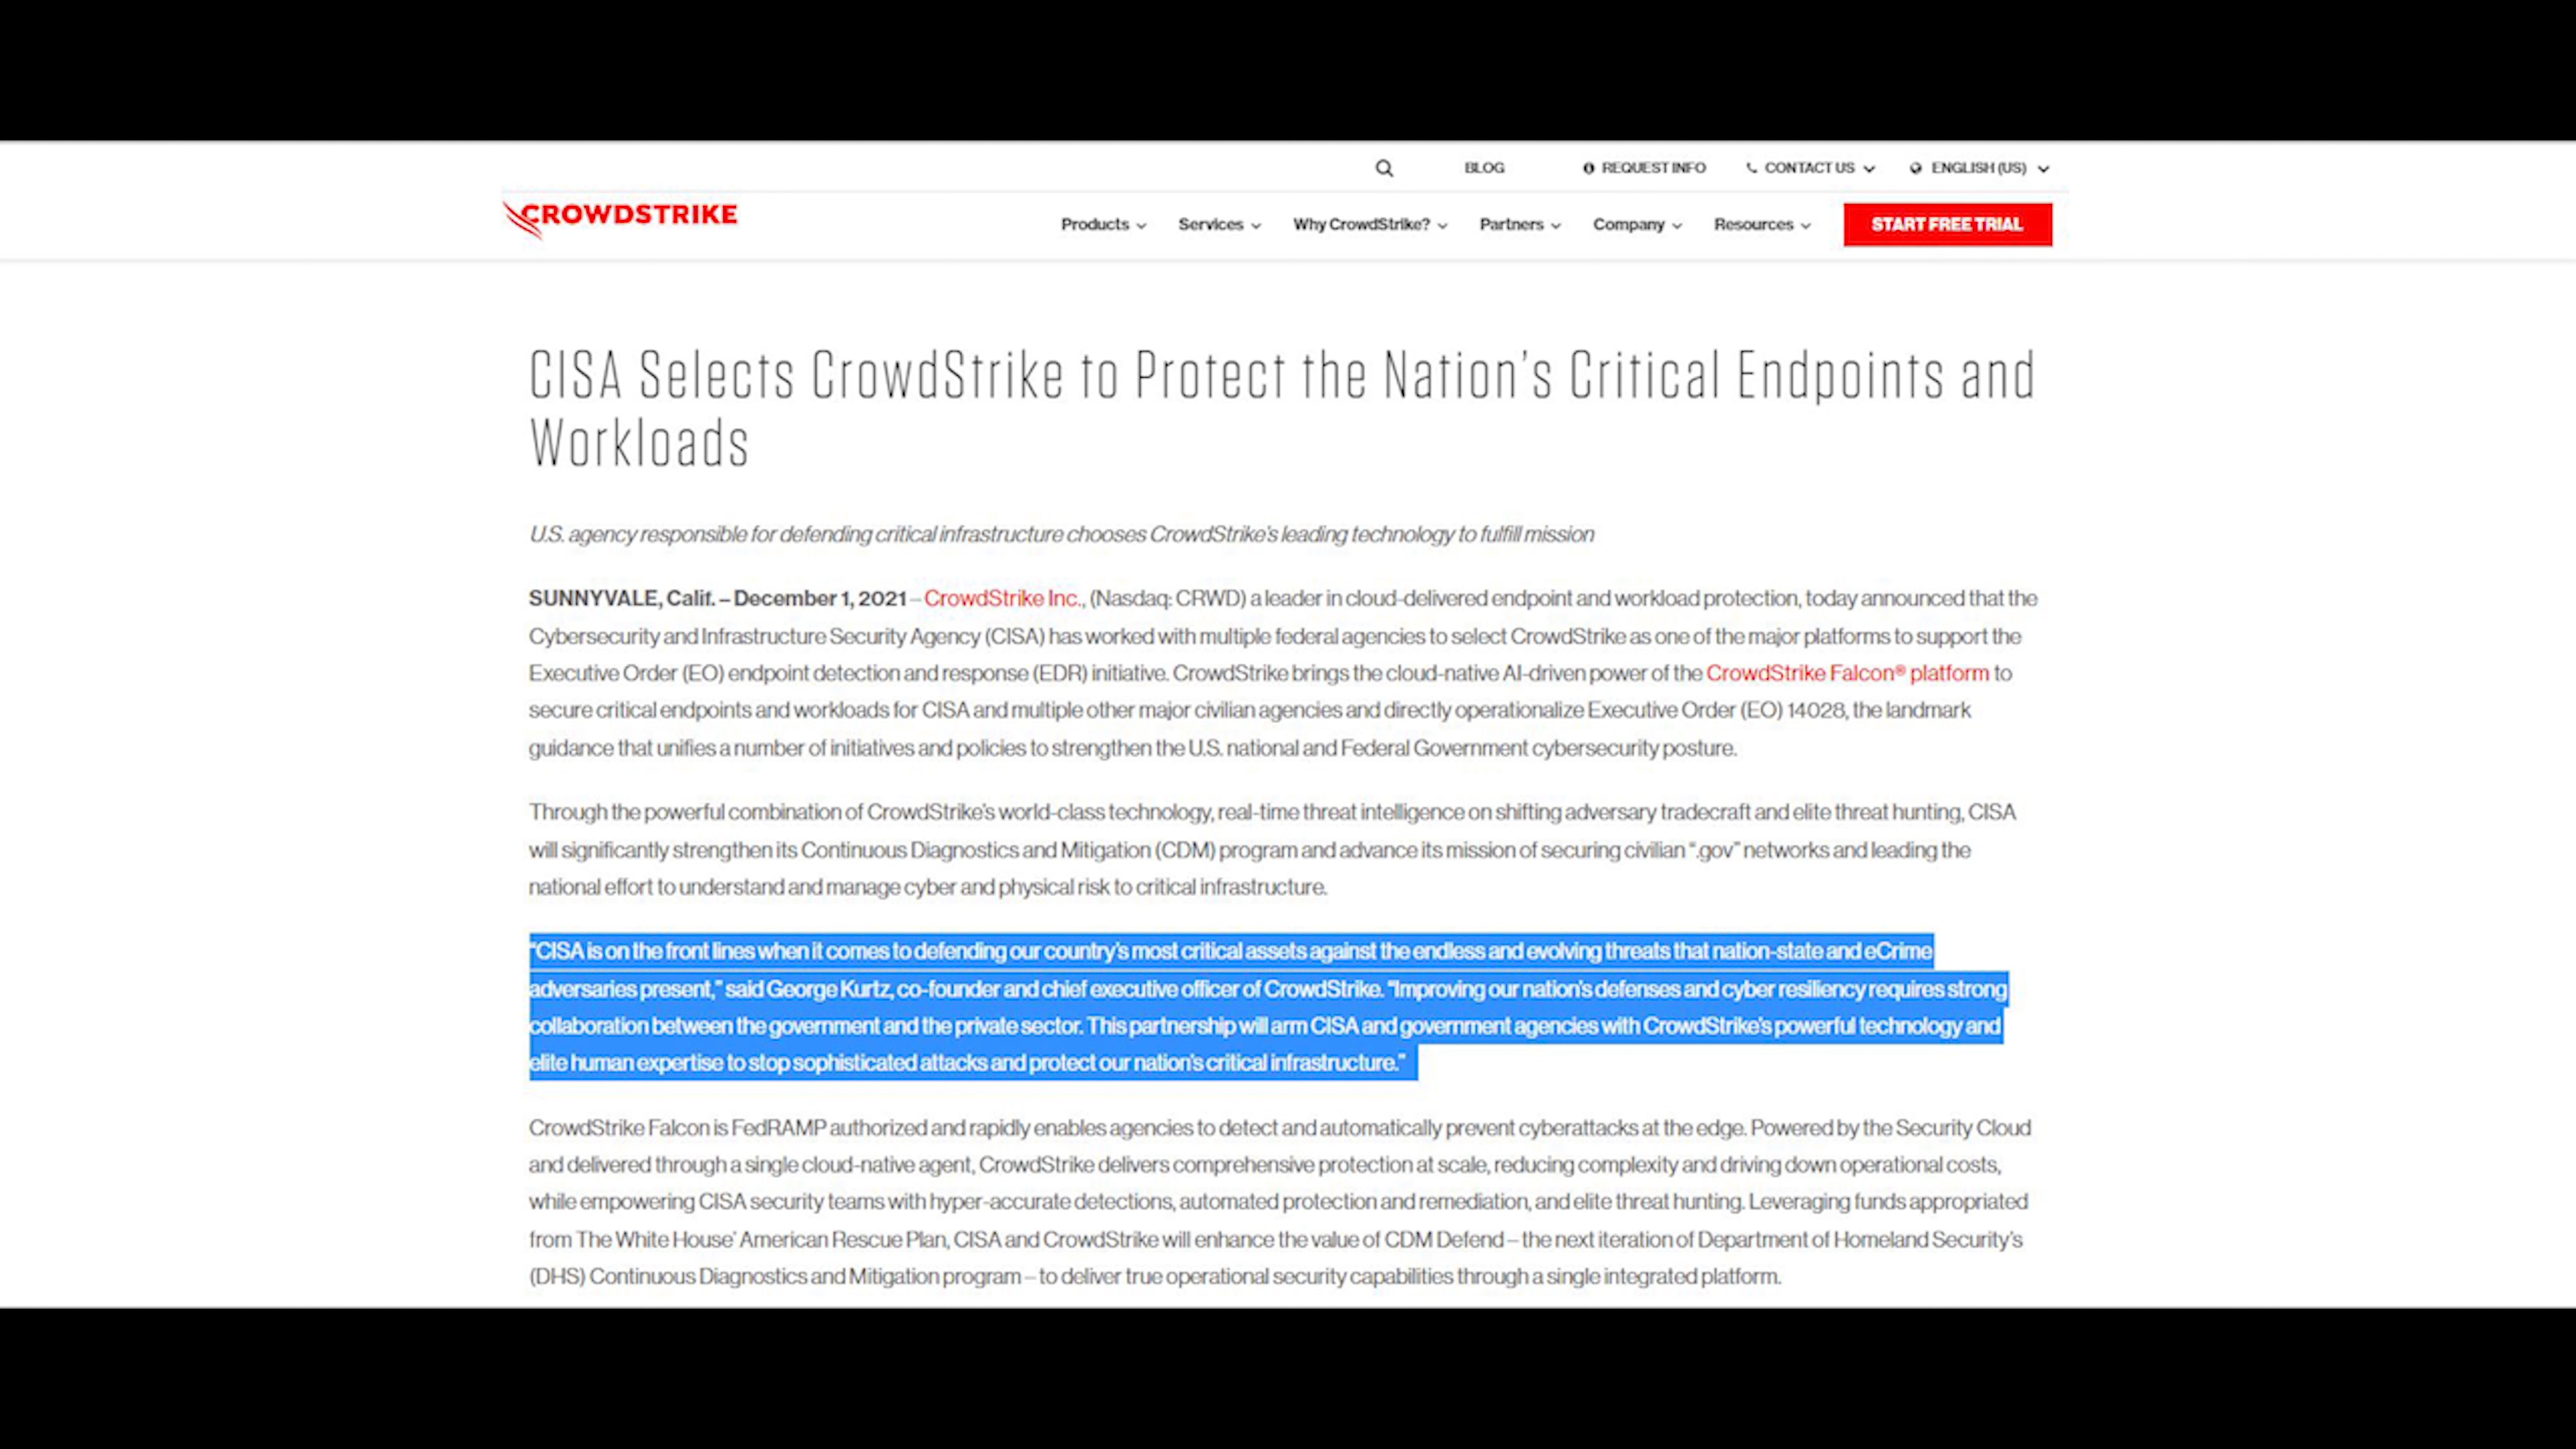 BLOG REQUEST INFO CONTACT US ENGLISH (US)
CROWDSTRIKE
Products Services Why CrowdStrike? Partners Company Resources START FREE TRIAL
CISA Selects CrowdStrike to Protect the Nation's Critical Endpoints and
Workloads
U.S. agency responsible for defending critical infrastructure chooses CrowdStrike's leading technology to fulfill mission
SUNNYVALE, Calif. – December 1, 2021 – CrowdStrike Inc., (Nasdaq: CRWD) a leader in cloud-delivered endpoint and workload protection, today announced that the
Cybersecurity and Infrastructure Security Agency (CISA) has worked with multiple federal agencies to select CrowdStrike as one of the major platforms to support the
Executive Order (EO) endpoint detection and response (EDR) initiative. CrowdStrike brings the cloud-native AI-driven power of the CrowdStrike Falcon® platform to
secure critical endpoints and workloads for CISA and multiple other major civilian agencies and directly operationalize Executive Order (EO) 14028, the landmark
guidance that unifies a number of initiatives and policies to strengthen the U.S. national and Federal Government cybersecurity posture.
Through the powerful combination of CrowdStrike's world-class technology, real-time threat intelligence on shifting adversary tradecraft and elite threat hunting, CISA
will significantly strengthen its Continuous Diagnostics and Mitigation (CDM) program and advance its mission of securing civilian “.gov” networks and leading the
national effort to understand and manage cyber and physical risk to critical infrastructure.
“CISA is on the front lines when it comes to defending our country's most critical assets against the endless and evolving threats that nation-state and eCrime
adversaries present,” said George Kurtz, co-founder and chief executive officer of CrowdStrike. “Improving our nation's defenses and cyber resiliency requires strong
collaboration between the government and the private sector. This partnership will arm CISA and government agencies with CrowdStrike's powerful technology and
elite human expertise to stop sophisticated attacks and protect our nation's critical infrastructure.”
CrowdStrike Falcon is FedRAMP authorized and rapidly enables agencies to detect and automatically prevent cyberattacks at the edge. Powered by the Security Cloud
and delivered through a single cloud-native agent, CrowdStrike delivers comprehensive protection at scale, reducing complexity and driving down operational costs,
while empowering CISA security teams with hyper-accurate detections, automated protection and remediation, and elite threat hunting. Leveraging funds appropriated
from The White House' American Rescue Plan, CISA and CrowdStrike will enhance the value of CDM Defend – the next iteration of Department of Homeland Security's
(DHS) Continuous Diagnostics and Mitigation program – to deliver true operational security capabilities through a single integrated platform.